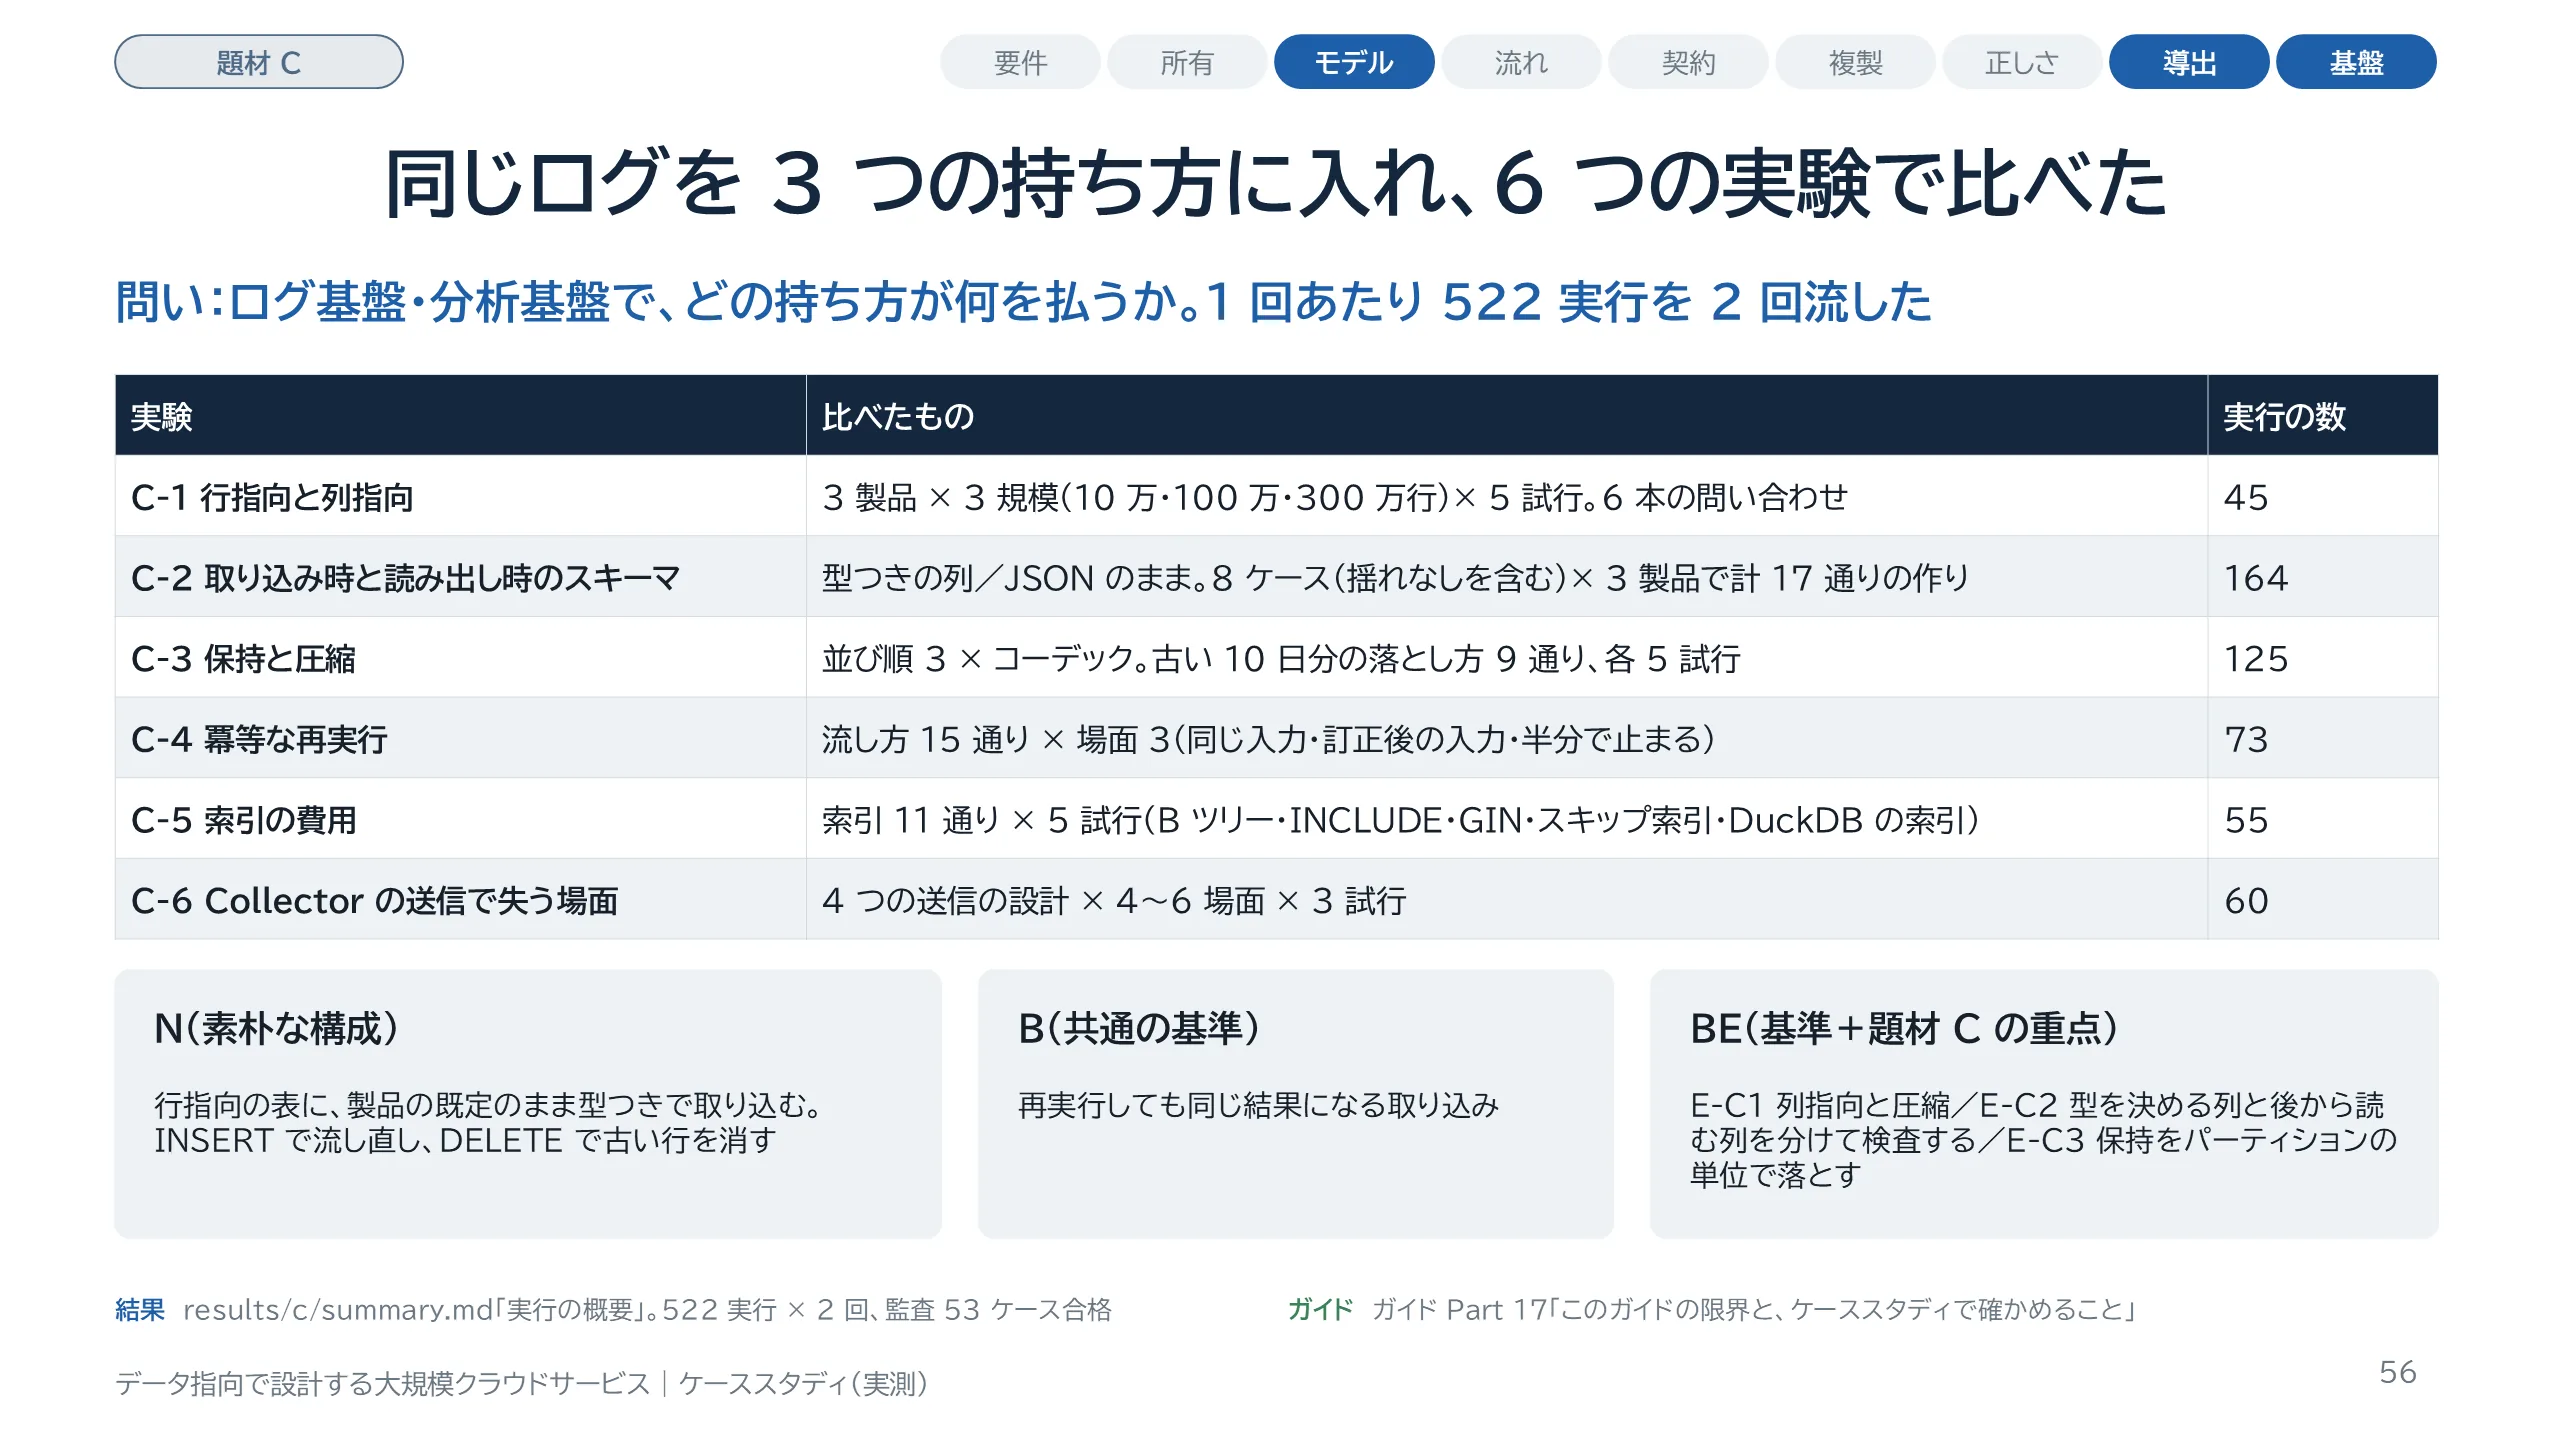 題材 C
要件
所有
モデル
流れ
契約
複製
正しさ
導出
基盤
同じログを 3 つの持ち方に入れ、6 つの実験で比べた
問い：ログ基盤・分析基盤で、どの持ち方が何を払うか。1 回あたり 522 実行を 2 回流した
実験 比べたもの 実行の数
C-1 行指向と列指向 3 製品 × 3 規模（10 万・100 万・300 万行）× 5 試行。6 本の問い合わせ 45
C-2 取り込み時と読み出し時のスキーマ 型つきの列／JSON のまま。8 ケース（揺れなしを含む）× 3 製品で計 17 通りの作り 164
C-3 保持と圧縮 並び順 3 × コーデック。古い 10 日分の落とし方 9 通り、各 5 試行 125
C-4 冪等な再実行 流し方 15 通り × 場面 3（同じ入力・訂正後の入力・半分で止まる） 73
C-5 索引の費用 索引 11 通り × 5 試行（B ツリー・INCLUDE・GIN・スキップ索引・DuckDB の索引） 55
C-6 Collector の送信で失う場面 4 つの送信の設計 × 4〜6 場面 × 3 試行 60
N（素朴な構成）
行指向の表に、製品の既定のまま型つきで取り込む。
INSERT で流し直し、DELETE で古い行を消す
B（共通の基準）
再実行しても同じ結果になる取り込み
BE（基準＋題材 C の重点）
E-C1 列指向と圧縮／E-C2 型を決める列と後から読
む列を分けて検査する／E-C3 保持をパーティションの
単位で落とす
結果 results/c/summary.md「実行の概要」。522 実行 × 2 回、監査 53 ケース合格
ガイド ガイド Part 17「このガイドの限界と、ケーススタディで確かめること」
データ指向で設計する大規模クラウドサービス｜ケーススタディ（実測）
56